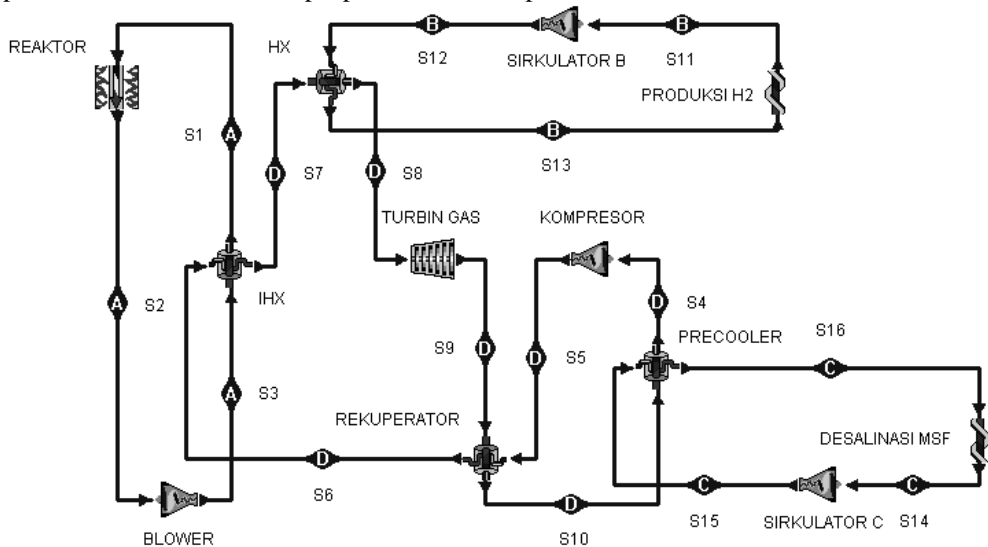 B
B
S12
SIRKULATOR B
S11
HX
REAKTOR
PRODUKSI H2
S1
A
B
S13
D
S7
D
S8
TURBIN GAS
KOMPRESOR
IHX
A
S2
D
S4
PRECOOLER
S16
S9
D
D
S5
C
A
S3
REKUPERATOR
DESALINASI MSF
D
S6
D
S10
C
S15
SIRKULATOR C
C
S14
BLOWER